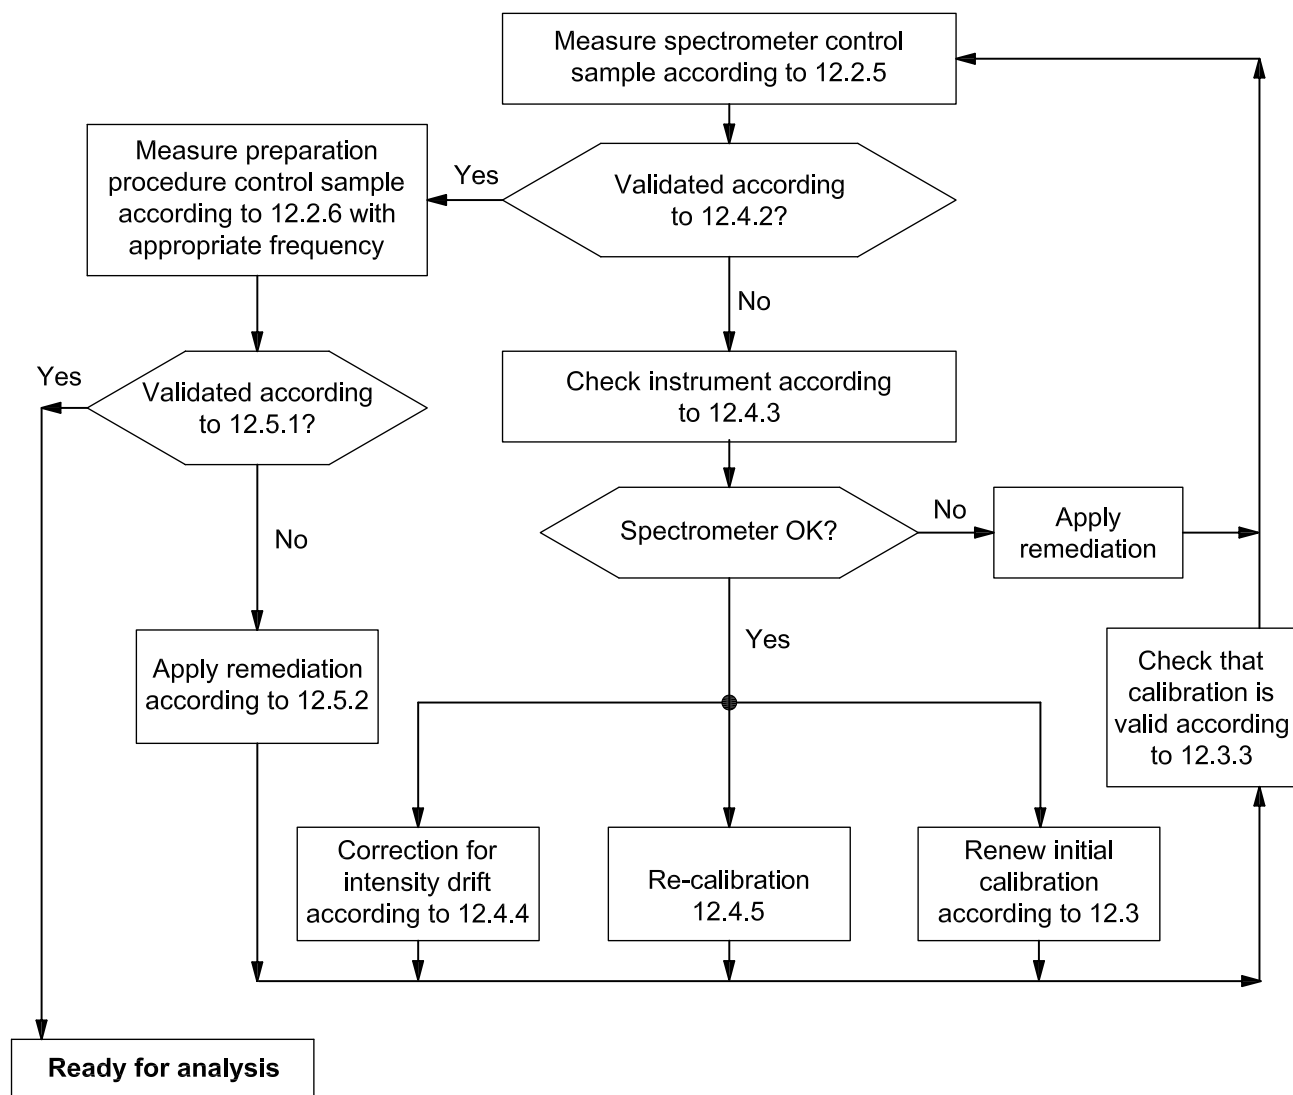 Measure spectrometer control
sample according to 12.2.5
Measure preparation
procedure control sample
according to 12.2.6 with
appropriate frequency
Yes
Validated according
to 12.4.2?
No
Yes
Validated according
to 12.5.1?
Check instrument according
to 12.4.3
No
Spectrometer OK?
No
Apply
remediation
Yes
Apply remediation
according to 12.5.2
Check that
calibration is
valid according
to 12.3.3
Correction for
intensity drift
according to 12.4.4
Re-calibration
12.4.5
Renew initial
calibration
according to 12.3
Ready for analysis